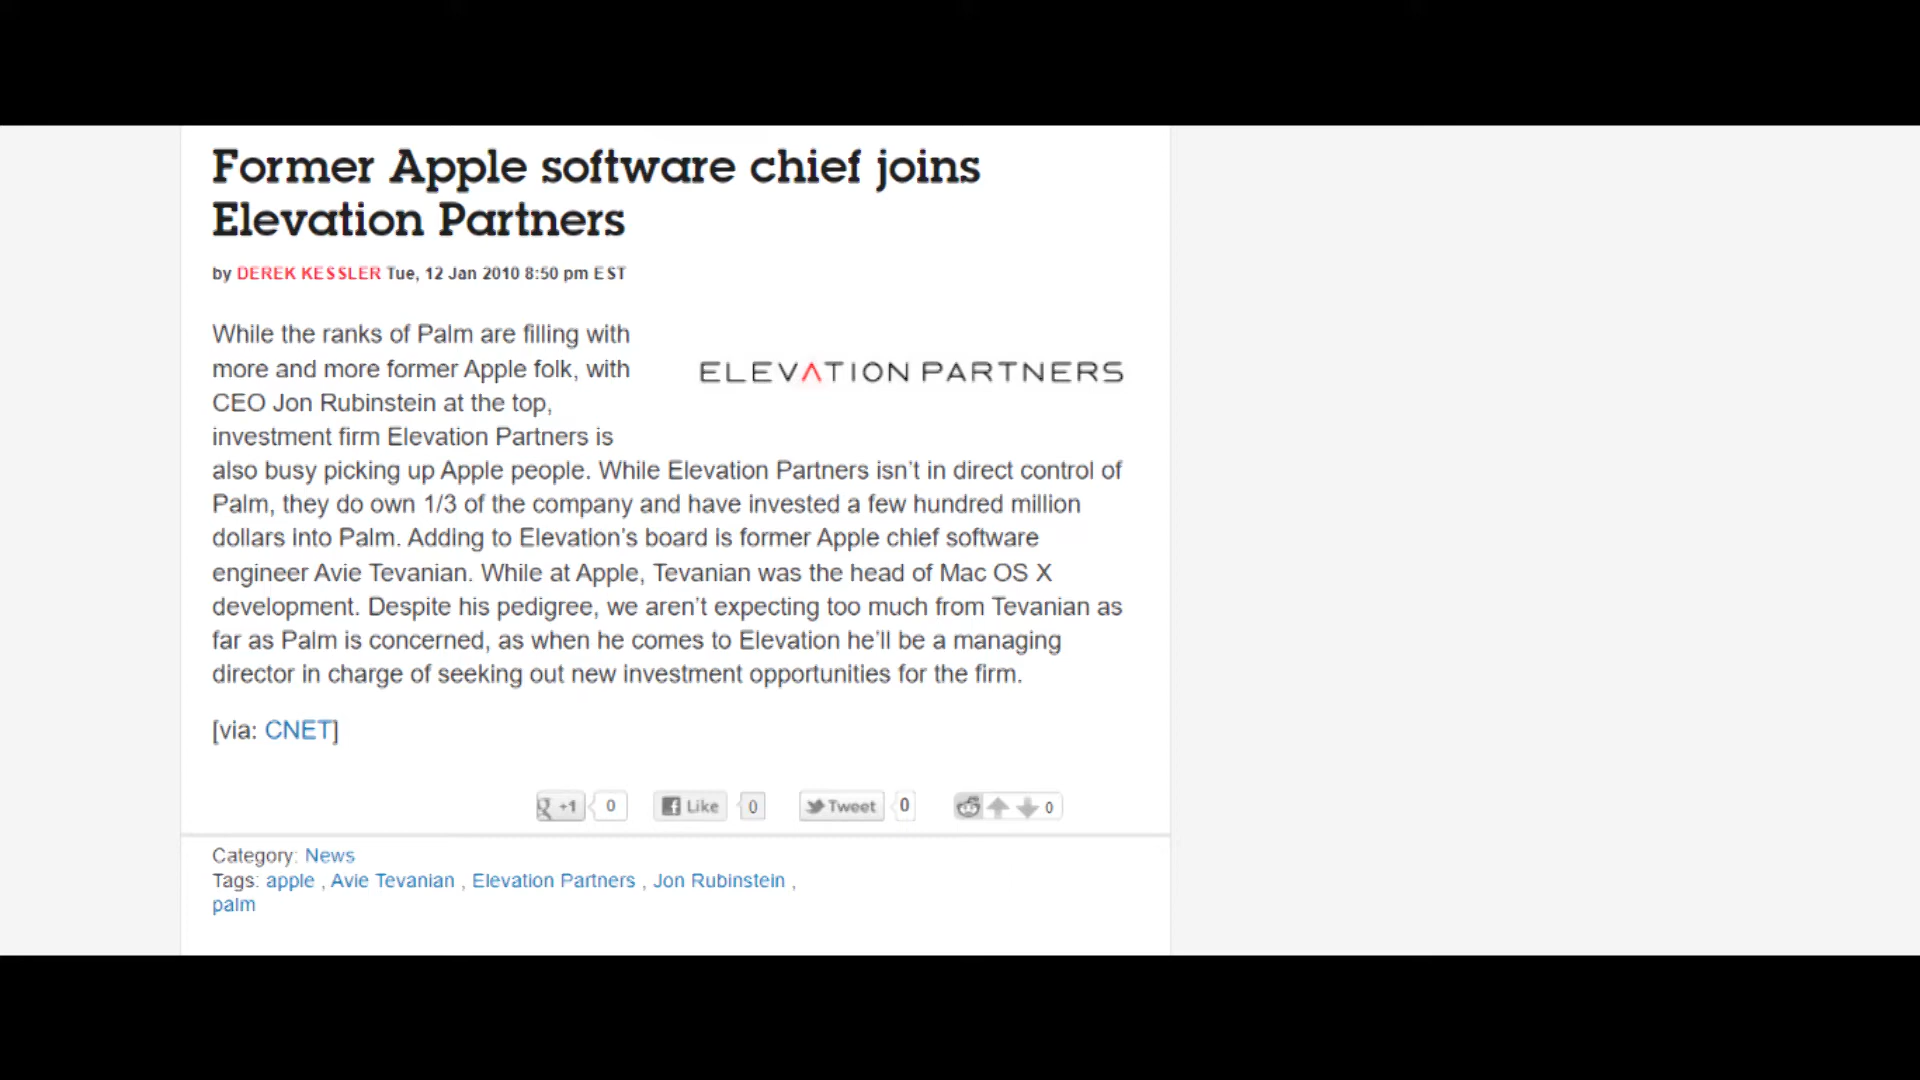 Former Apple software chief joins
Elevation Partners
by DEREK KESSLER Tue, 12 Jan 2010 8:50 pm EST
While the ranks of Palm are filling with
more and more former Apple folk, with
CEO Jon Rubinstein at the top,
investment firm Elevation Partners is
ELEVATION PARTNERS
also busy picking up Apple people. While Elevation Partners isn’t in direct control of
Palm, they do own 1/3 of the company and have invested a few hundred million
dollars into Palm. Adding to Elevation’s board is former Apple chief software
engineer Avie Tevanian. While at Apple, Tevanian was the head of Mac OS X
development. Despite his pedigree, we aren’t expecting too much from Tevanian as
far as Palm is concerned, as when he comes to Elevation he’ll be a managing
director in charge of seeking out new investment opportunities for the firm.
[via: CNET]
g +1 0 f Like 0 Tweet 0 0
Category: News
Tags: apple , Avie Tevanian , Elevation Partners , Jon Rubinstein ,
palm